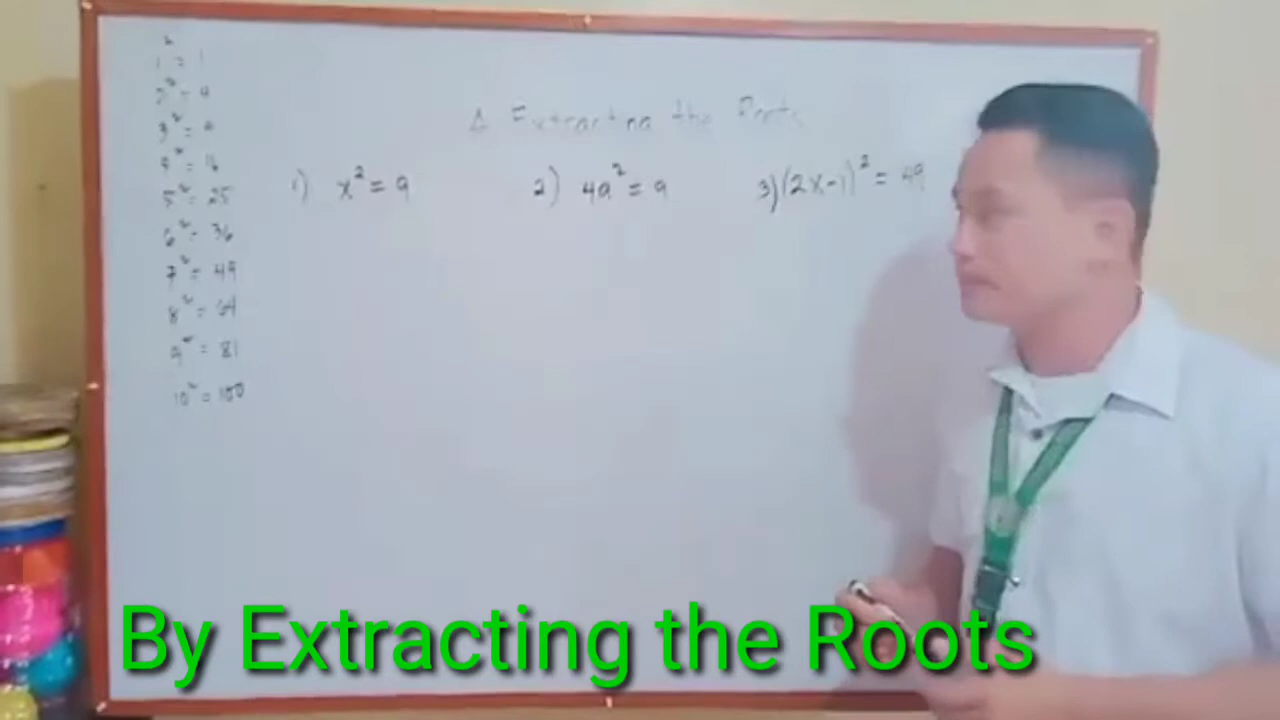 1² = 1
2² = 4
3² = 9
4² = 16
5² = 25
6² = 36
7² = 49
8² = 64
9² = 81
10² = 100
A Extracting the Roots
1) x² = 9
2) 4a² = 9
3) (2x-1)² = 49
By Extracting the Roots